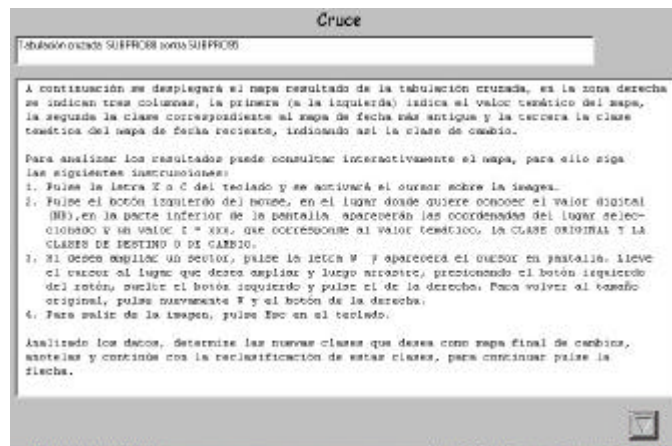 Cruce
Tabulación cruzada: SUBPROB8 contra SUBPROB95
A continuación se desplegará el mapa resultado de la tabulación cruzada, en la zona derecha
se indican tres columnas, la primera (a la izquierda) indica el valor temático del mapa,
la segunda la clase correspondiente al mapa de fecha más antigua y la tercera la clase
temática del mapa de fecha reciente, indicando así la clase de cambio.
Para analizar los resultados puede consultar interactivamente el mapa, para ello siga
las siguientes instrucciones:
1. Pulse la letra X o C del teclado y se activará el cursor sobre la imagen.
2. Pulse el botón izquierdo del mouse, en el lugar donde quiere conocer el valor digital
(ND),en la parte inferior de la pantalla aparecerán las coordenadas del lugar selec-
cionado y un valor Z = xxx, que corresponde al valor temático, la CLASE ORIGINAL Y LA
CLASES DE DESTINO O DE CAMBIO.
3. Si desea ampliar un sector, pulse la letra W y aparecerá el cursor en pantalla. Lleve
el cursor al lugar que desea ampliar y luego arrastre, presionando el botón izquierdo
del ratón, suelte el botón izquierdo y pulse el de la derecha. Para volver al tamaño
original, pulse nuevamente W y el botón de la derecha.
4. Para salir de la imagen, pulse Esc en el teclado.
Analizado los datos, determine las nuevas clases que desea como mapa final de cambios,
anotelas y continúe con la reclasificación de estas clases, para continuar pulse la
flecha.